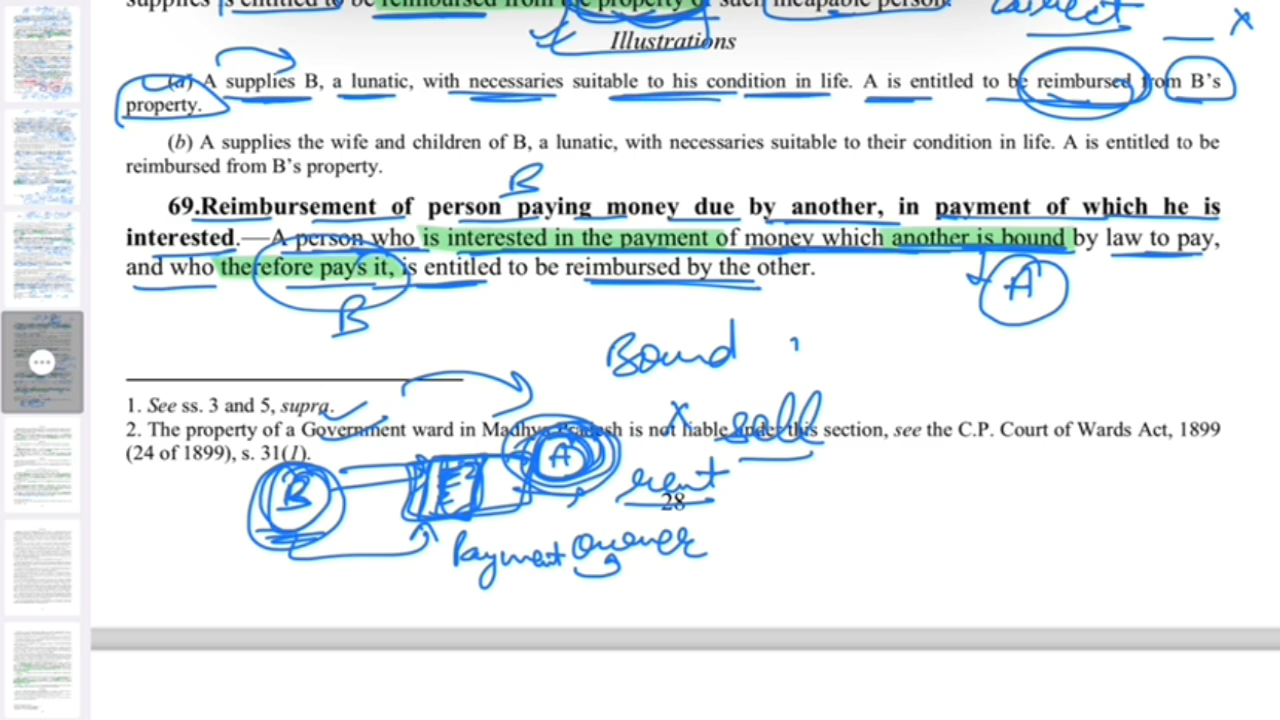 supplies is entitled to be reimbursed from the property of such incapable person.
x
Illustrations
(a) A supplies B, a lunatic, with necessaries suitable to his condition in life. A is entitled to be reimbursed from B's
property.
(b) A supplies the wife and children of B, a lunatic, with necessaries suitable to their condition in life. A is entitled to be
reimbursed from B's property.
B
69.Reimbursement of person paying money due by another, in payment of which he is
interested.—A person who is interested in the payment of money which another is bound by law to pay,
and who therefore pays it, is entitled to be reimbursed by the other.
A
B
Bound
1. See ss. 3 and 5, supra.
x sell
2. The property of a Government ward in Madhya Pradesh is not liable under this section, see the C.P. Court of Wards Act, 1899
(24 of 1899), s. 31(1).
B A
rent
28
Payment